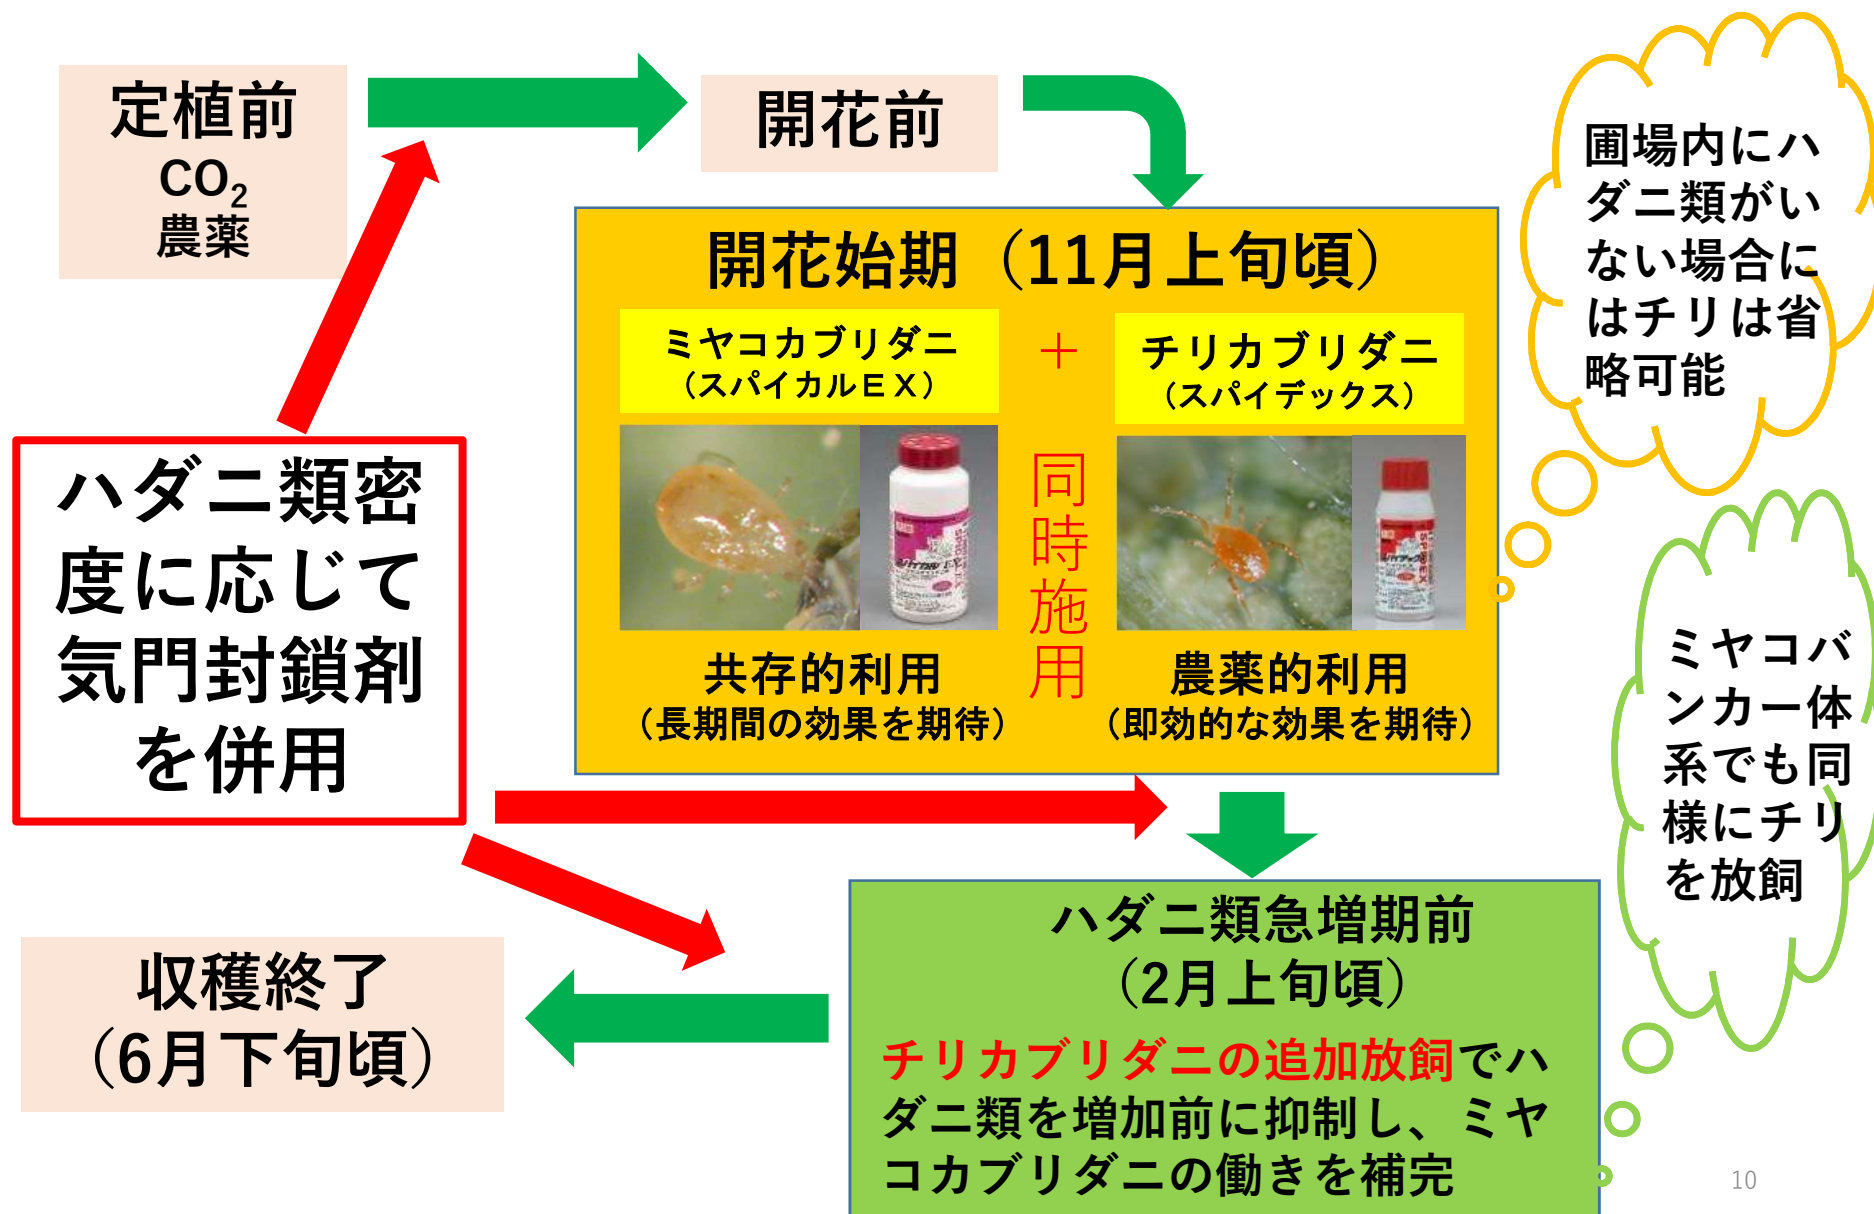 定植前
CO₂
農薬
開花前
開花始期（11月上旬頃）
ミヤコカブリダニ
（スパイカルＥＸ）
＋
チリカブリダニ
（スパイデックス）
同時施用
共存的利用
（長期間の効果を期待）
農薬的利用
（即効的な効果を期待）
圃場内にハ
ダニ類がい
ない場合に
はチリは省
略可能
ハダニ類密
度に応じて
気門封鎖剤
を併用
ミヤコバ
ンカー体
系でも同
様にチリ
を放飼
ハダニ類急増期前
（2月上旬頃）
チリカブリダニの追加放飼でハ
ダニ類を増加前に抑制し、ミヤ
コカブリダニの働きを補完
収穫終了
（6月下旬頃）
10